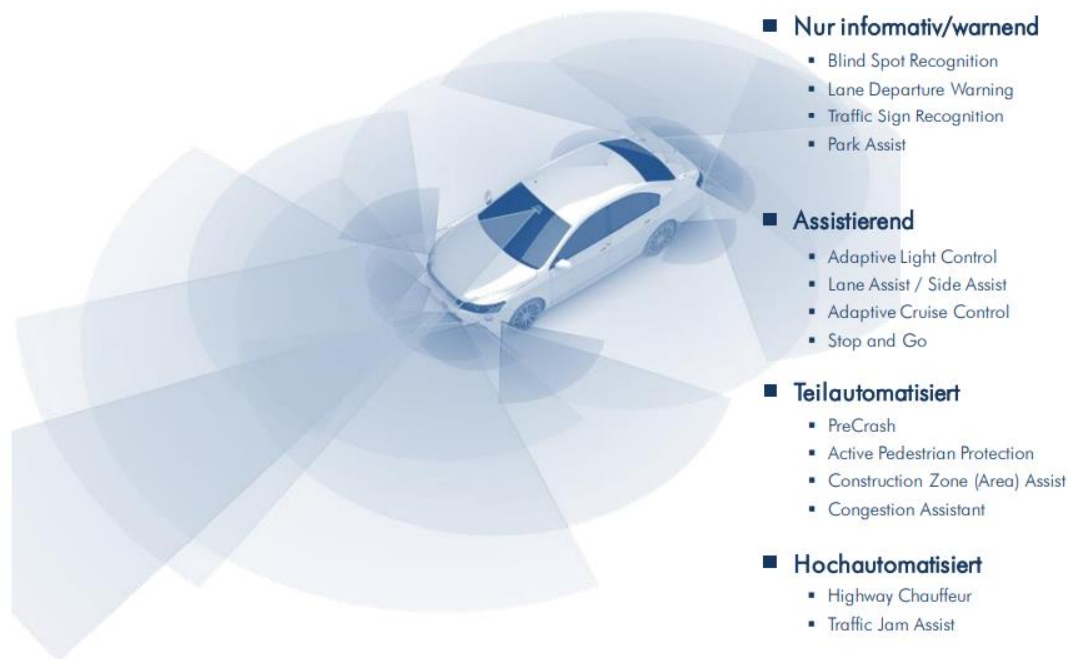 Nur informativ/warnend
Blind Spot Recognition
Lane Departure Warning
Traffic Sign Recognition
Park Assist
Assistierend
Adaptive Light Control
Lane Assist / Side Assist
Adaptive Cruise Control
Stop and Go
Teilautomatisiert
PreCrash
Active Pedestrian Protection
Construction Zone (Area) Assist
Congestion Assistant
Hochautomatisiert
Highway Chauffeur
Traffic Jam Assist